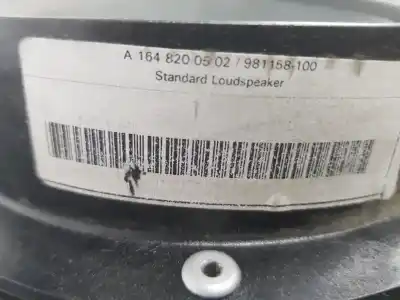 A 164 820 05 02 / 981158-100
Standard Loudspeaker